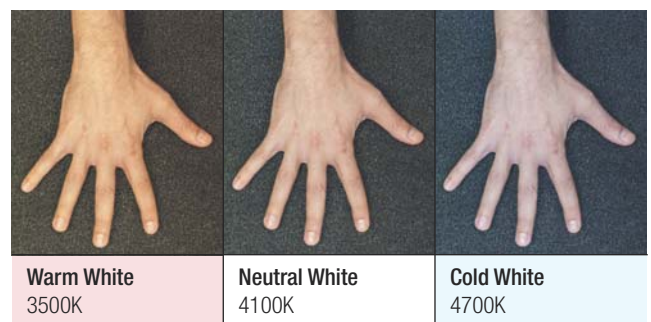 Warm White
3500K
Neutral White
4100K
Cold White
4700K